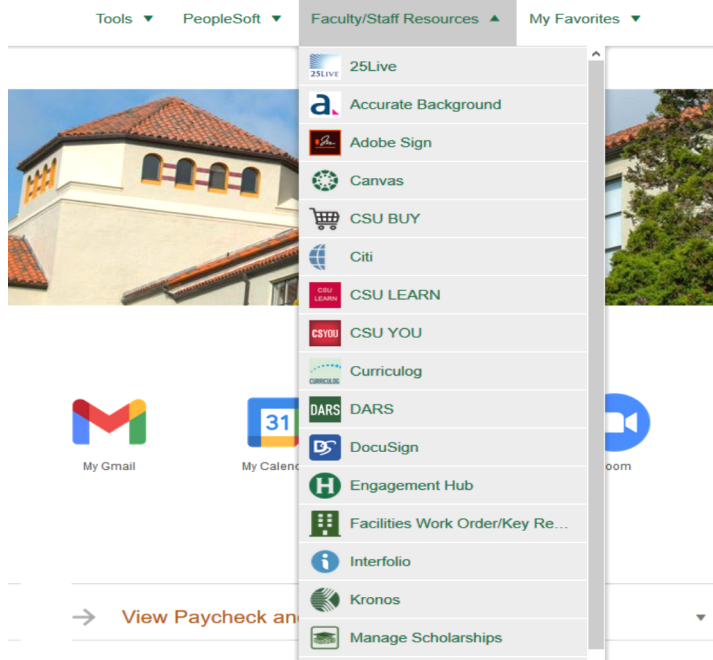 Tools ▼ PeopleSoft ▼ Faculty/Staff Resources ▲ My Favorites ▼
25LIVE 25Live
a. Accurate Background
Adobe Sign
Canvas
CSU BUY
Citi
CSU LEARN CSU LEARN
CSYOU CSU YOU
CURRICULOG Curriculog
DARS DARS
DS DocuSign
H Engagement Hub
Facilities Work Order/Key Re...
i Interfolio
Kronos
Manage Scholarships
31
My Gmail My Calenc oom
→ View Paycheck an ▼